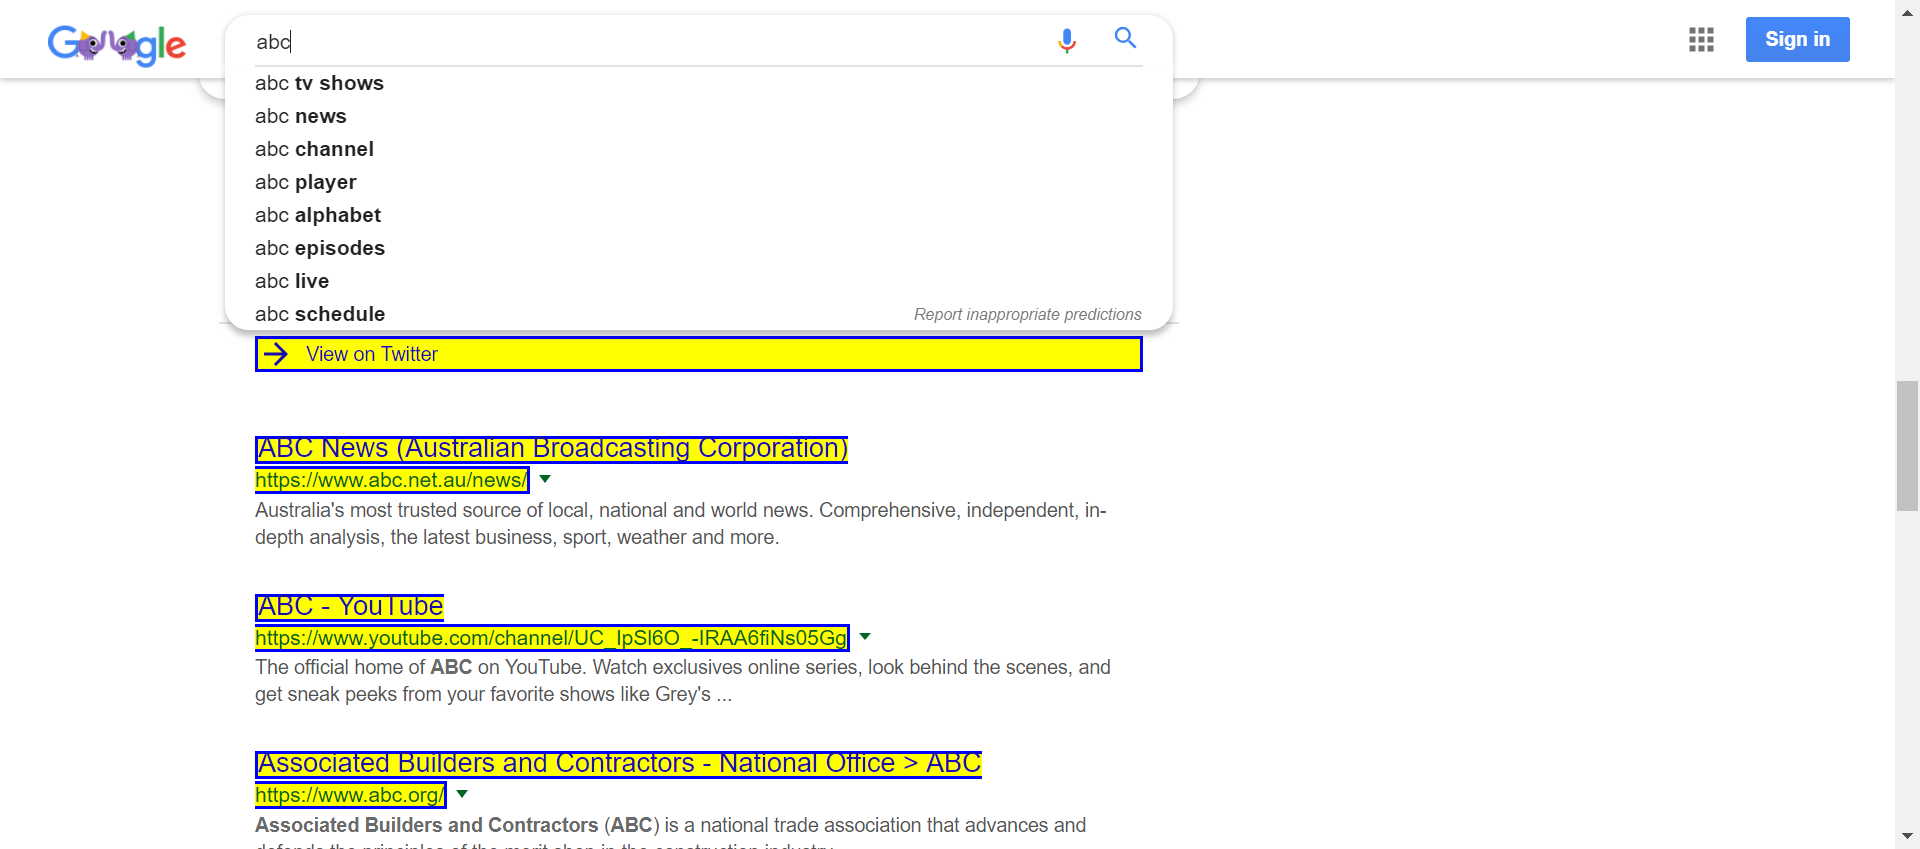 Google
abc
Sign in
abc tv shows
abc news
abc channel
abc player
abc alphabet
abc episodes
abc live
abc schedule
Report inappropriate predictions
View on Twitter
ABC News (Australian Broadcasting Corporation)
https://www.abc.net.au/news/
Australia's most trusted source of local, national and world news. Comprehensive, independent, in-
depth analysis, the latest business, sport, weather and more.
ABC - YouTube
https://www.youtube.com/channel/UC_IpSI6O_-IRAA6fiNs05Gg
The official home of ABC on YouTube. Watch exclusives online series, look behind the scenes, and
get sneak peeks from your favorite shows like Grey's ...
Associated Builders and Contractors - National Office > ABC
https://www.abc.org/
Associated Builders and Contractors (ABC) is a national trade association that advances and